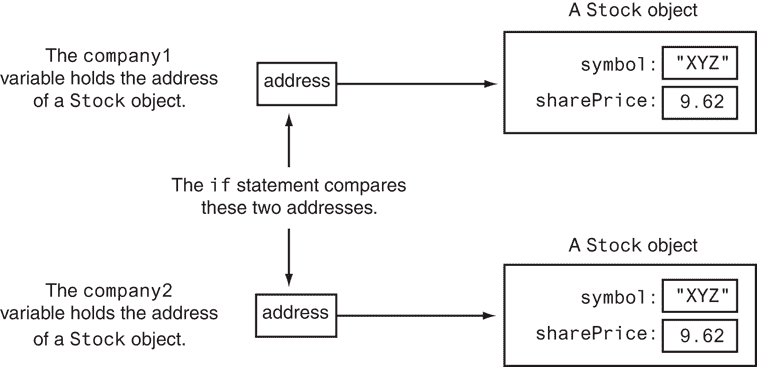 A Stock object
The company1
variable holds the address
of a Stock object.
address
symbol: "XYZ"
sharePrice: 9.62
The if statement compares
these two addresses.
A Stock object
The company2
variable holds the address
of a Stock object.
address
symbol: "XYZ"
sharePrice: 9.62